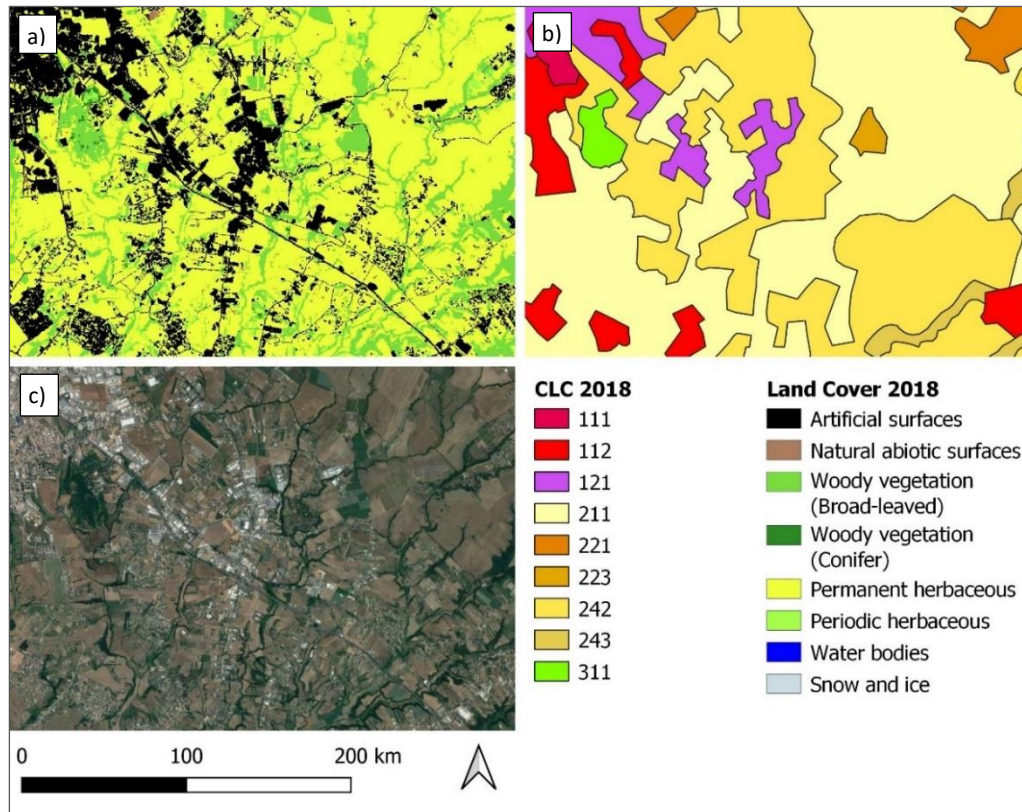 a)
b)
c)
CLC 2018
111
112
121
211
221
223
242
243
311
Land Cover 2018
Artificial surfaces
Natural abiotic surfaces
Woody vegetation
(Broad-leaved)
Woody vegetation
(Conifer)
Permanent herbaceous
Periodic herbaceous
Water bodies
Snow and ice
0 100 200 km